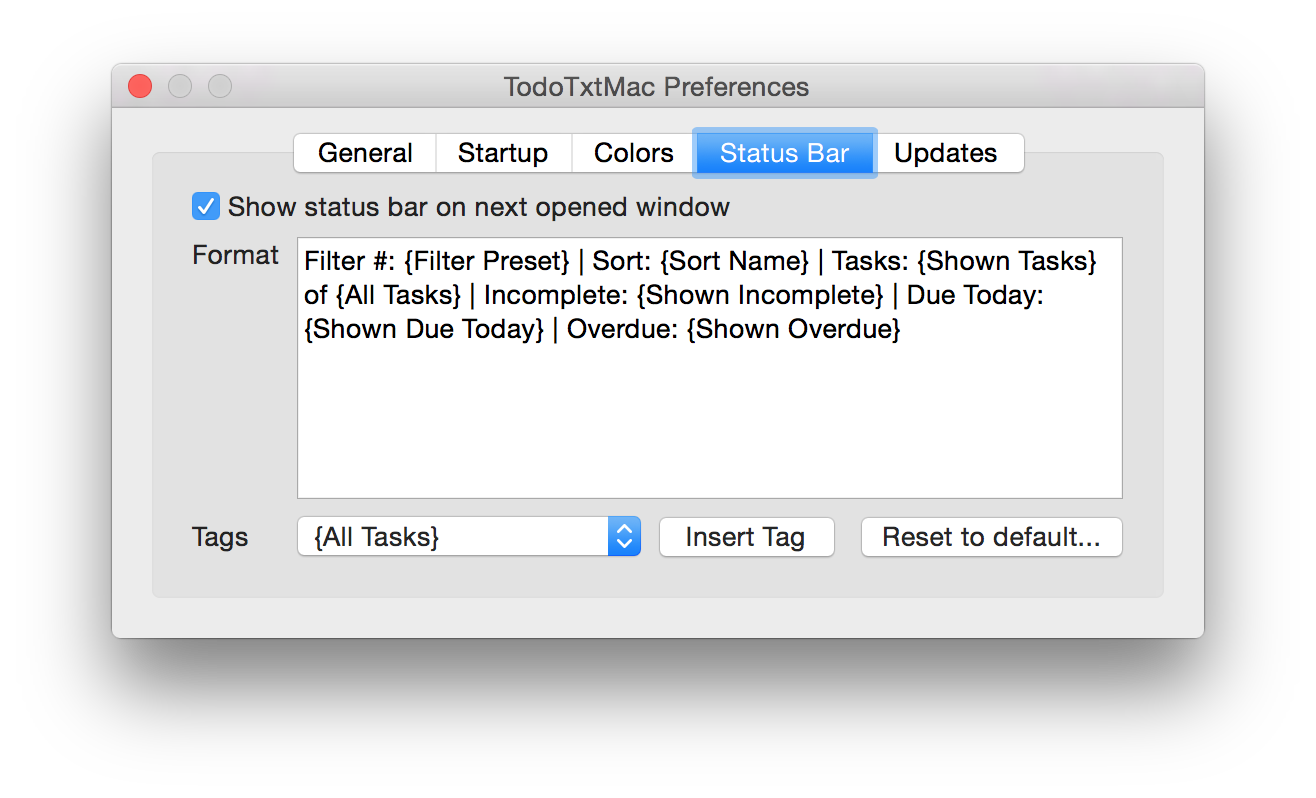 TodoTxtMac Preferences
General Startup Colors Status Bar Updates
Show status bar on next opened window
Format
Filter #: {Filter Preset} | Sort: {Sort Name} | Tasks: {Shown Tasks}
of {All Tasks} | Incomplete: {Shown Incomplete} | Due Today:
{Shown Due Today} | Overdue: {Shown Overdue}
Tags {All Tasks} Insert Tag Reset to default...